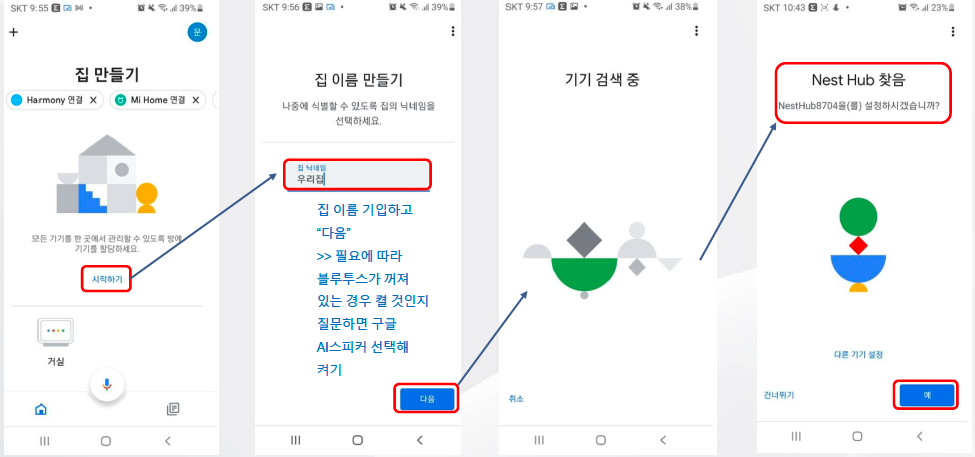 SKT 9:55
39%
+
문
집 만들기
Harmony 연결 ×
Mi Home 연결 ×
모든 기기를 한 곳에서 관리할 수 있도록 방에
기기를 할당하세요.
시작하기
거실
SKT 9:56
39%
집 이름 만들기
나중에 식별할 수 있도록 집의 닉네임을
선택하세요.
집 닉네임
우리집
집 이름 기입하고
“다음”
>> 필요에 따라
블루투스가 꺼져
있는 경우 켤 것인지
질문하면 구글
AI스피커 선택해
켜기
다음
SKT 9:57
38%
기기 검색 중
취소
SKT 10:43
23%
Nest Hub 찾음
NestHub8704을(를) 설정하시겠습니까?
다른 기기 설정
건너뛰기
예